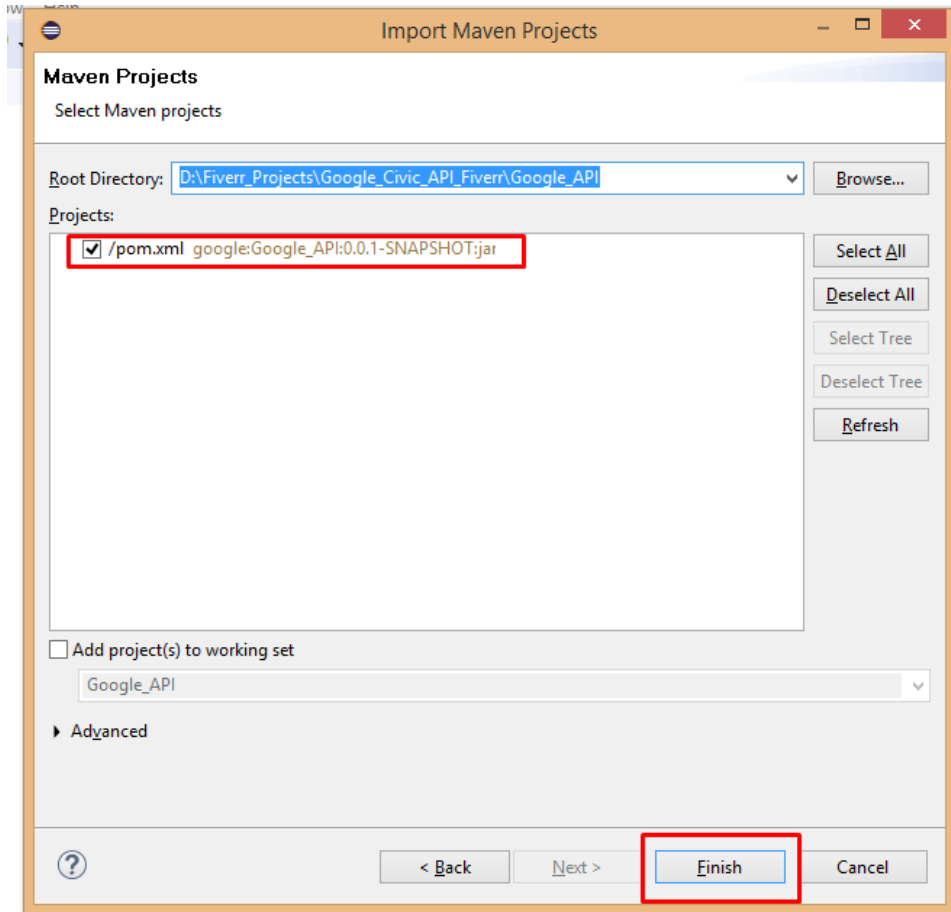 Import Maven Projects
Maven Projects
Select Maven projects
Root Directory: D:\Fiverr_Projects\Google_Civic_API_Fiverr\Google_API Browse...
Projects:
/pom.xml google:Google_API:0.0.1-SNAPSHOT:jar
Select All
Deselect All
Select Tree
Deselect Tree
Refresh
Add project(s) to working set
Google_API
Advanced
< Back Next > Finish Cancel